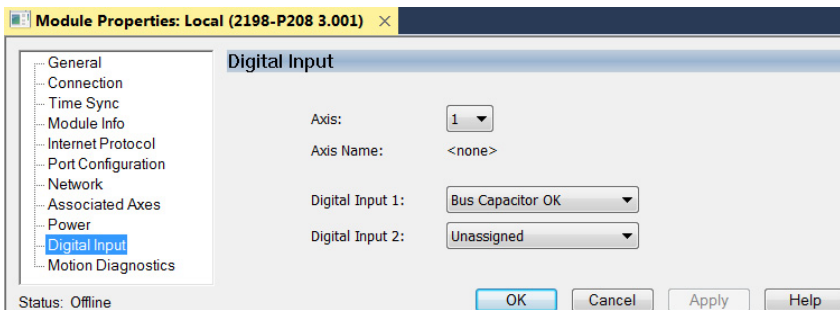 Module Properties: Local (2198-P208 3.001)
General
Connection
Time Sync
Module Info
Internet Protocol
Port Configuration
Network
Associated Axes
Power
Digital Input
Motion Diagnostics
Digital Input
Axis: 1
Axis Name: <none>
Digital Input 1: Bus Capacitor OK
Digital Input 2: Unassigned
Status: Offline
OK Cancel Apply Help